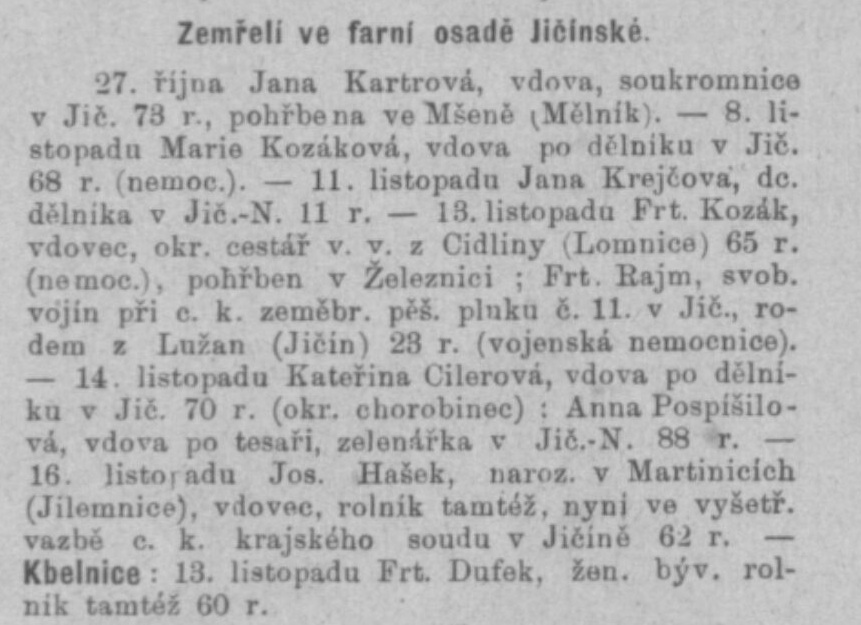 Zemřelí ve farní osadě Jičínské.
27. října Jana Kartrová, vdova, soukromnice
v Jič. 73 r., pohřbena ve Mšeně (Mělník). — 8. li-
stopadu Marie Kozáková, vdova po dělníku v Jič.
68 r. (nemoc.). — 11. listopadu Jana Krejčova, dc.
dělníka v Jič.-N. 11 r. — 13. listopadu Frt. Kozák,
vdovec, okr. cestář v. v. z Cidliny (Lomnice) 65 r.
(nemoc.), pohřben v Železnici ; Frt. Rajm, svob.
vojín při c. k. zeměbr. pěš. pluku č. 11. v Jič., ro-
dem z Lužan (Jičín) 23 r. (vojenská nemocnice).
— 14. listopadu Kateřina Cilerová, vdova po dělní-
ku v Jič. 70 r. (okr. chorobinec) : Anna Pospíšilo-
vá, vdova po tesaři, zelenářka v Jič.-N. 88 r. —
16. listopadu Jos. Hašek, naroz. v Martinicích
(Jilemnice), vdovec, rolník tamtéž, nyní ve vyšetř.
vazbě c. k. krajského soudu v Jičíně 62 r. —
Kbelnice : 13. listopadu Frt. Dufek, žen. býv. rol-
ník tamtéž 60 r.